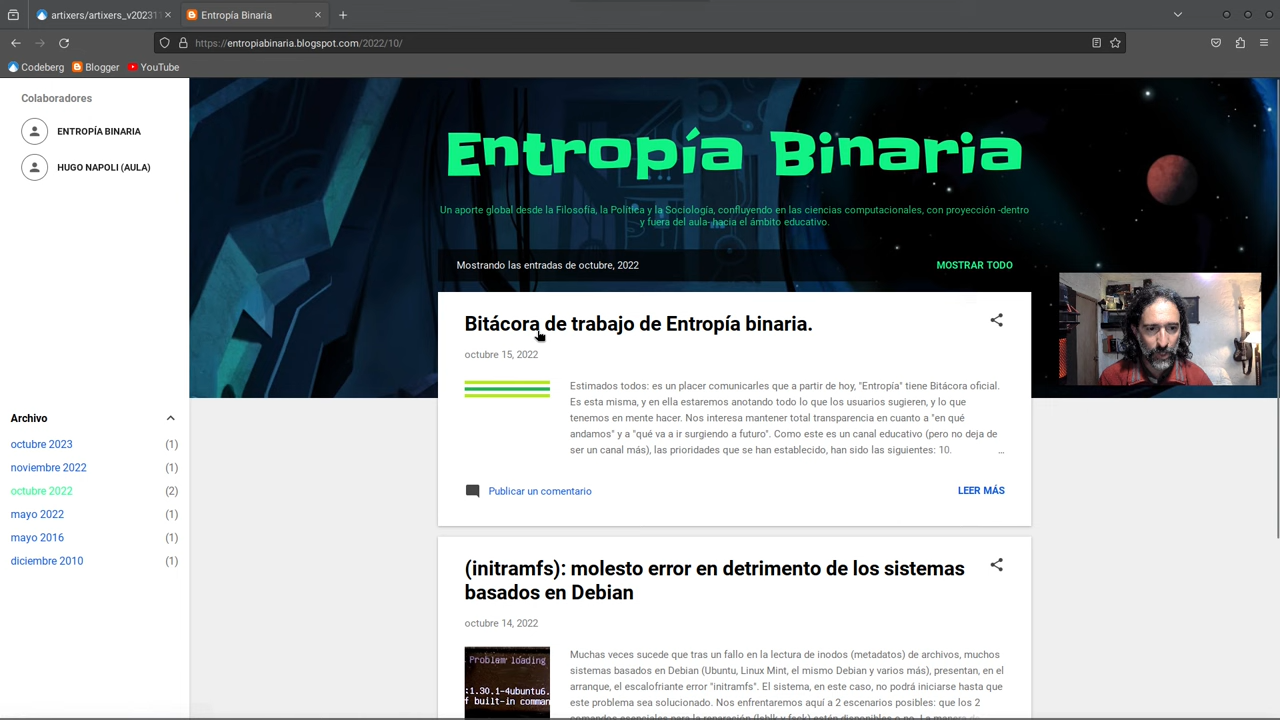 artixers/artixers_v20231
Entropía Binaria
https://entropiabinaria.blogspot.com/2022/10/
Codeberg
Blogger
YouTube
Colaboradores
ENTROPÍA BINARIA
HUGO NAPOLI (AULA)
Archivo
octubre 2023 (1)
noviembre 2022 (1)
octubre 2022 (2)
mayo 2022 (1)
mayo 2016 (1)
diciembre 2010 (1)
Entropía Binaria
Un aporte global desde la Filosofía, la Política y la Sociología, confluyendo en las ciencias computacionales, con proyección -dentro
y fuera del aula- hacia el ámbito educativo.
Mostrando las entradas de octubre, 2022
MOSTRAR TODO
Bitácora de trabajo de Entropía binaria.
octubre 15, 2022
Estimados todos: es un placer comunicarles que a partir de hoy, "Entropía" tiene Bitácora oficial.
Es esta misma, y en ella estaremos anotando todo lo que los usuarios sugieren, y lo que
tenemos en mente hacer. Nos interesa mantener total transparencia en cuanto a "en qué
andamos" y a "qué va a ir surgiendo a futuro". Como este es un canal educativo (pero no deja de
ser un canal más), las prioridades que se han establecido, han sido las siguientes: 10. ...
Publicar un comentario
LEER MÁS
(initramfs): molesto error en detrimento de los sistemas
basados en Debian
octubre 14, 2022
Problem loading
:1.30.1-4ubuntu6.
f built-in comman
Muchas veces sucede que tras un fallo en la lectura de inodos (metadatos) de archivos, muchos
sistemas basados en Debian (Ubuntu, Linux Mint, el mismo Debian y varios más), presentan, en el
arranque, el escalofriante error "initramfs". El sistema, en este caso, no podrá iniciarse hasta que
este problema sea solucionado. Nos enfrentaremos aquí a 2 escenarios posibles: que los 2
comandos esenciales para la reparación (lsblk y fsck) estén disponibles o no. La manera de